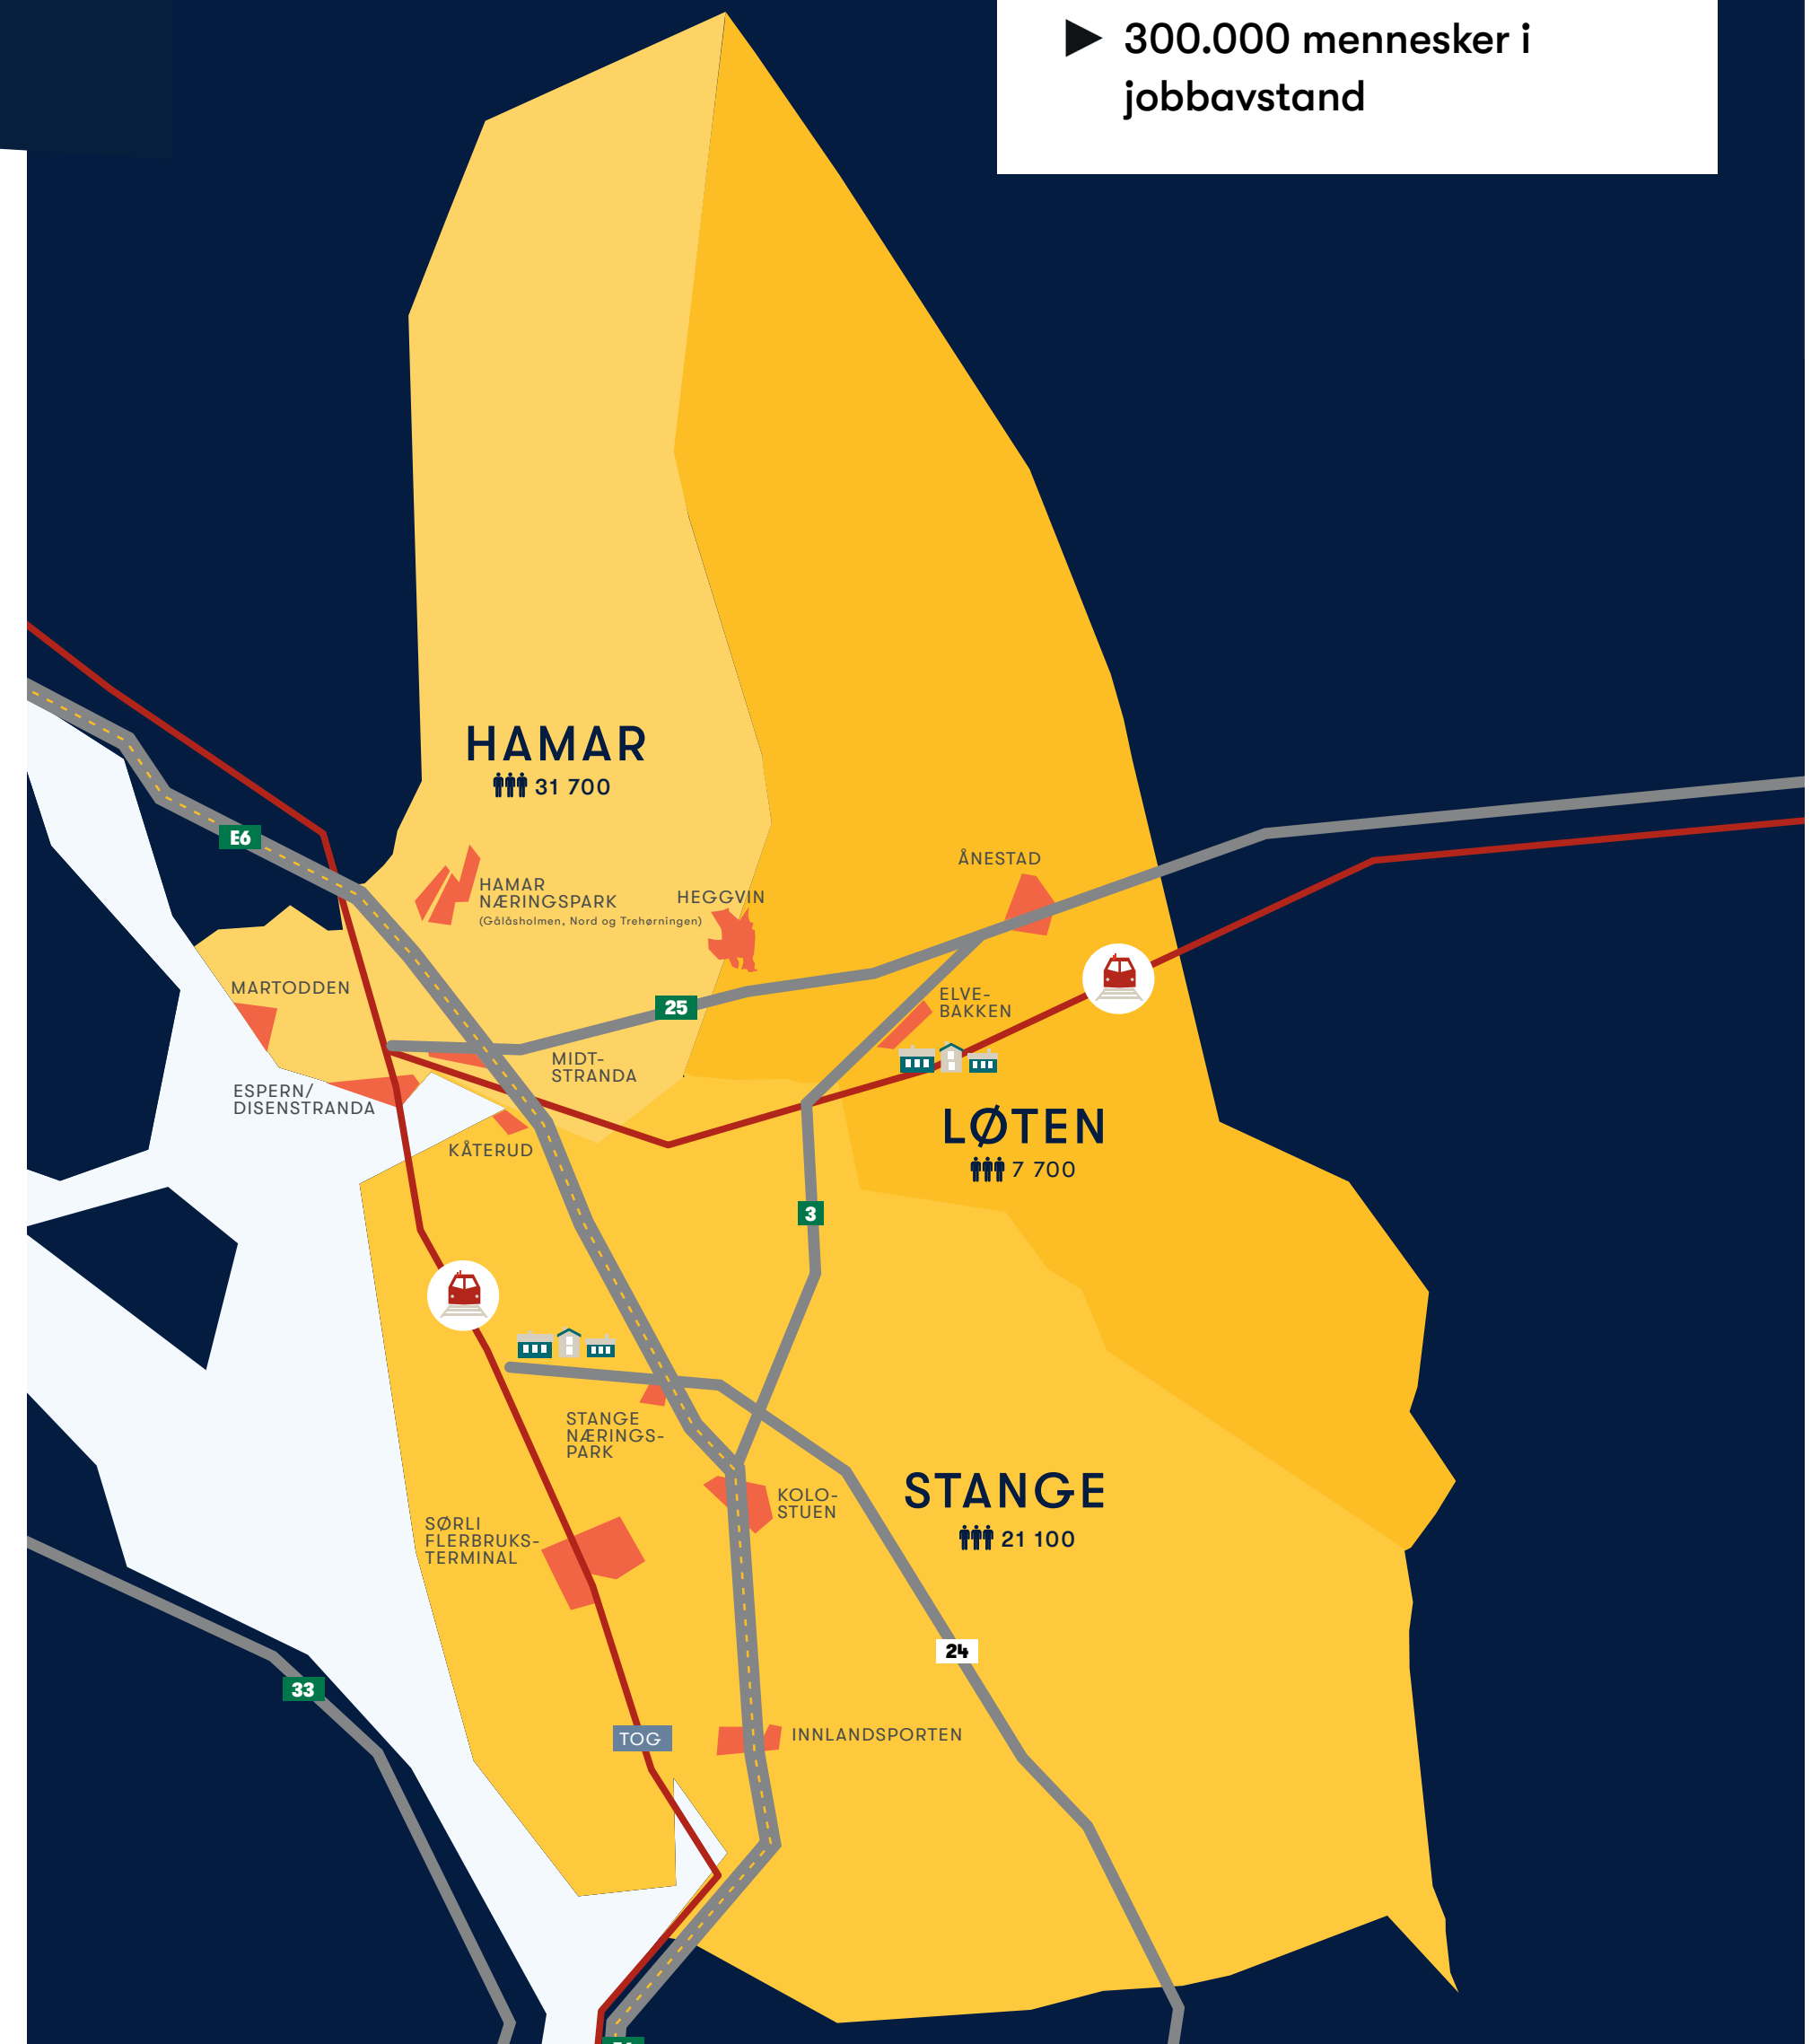 ▶ 300.000 mennesker i
jobbavstand
HAMAR
31 700
E6
HAMAR
NÆRINGSPARK
(Gålåsholmen, Nord og Trehørningen)
HEGGVIN
ÅNESTAD
MARTODDEN
25
ELVE-
BAKKEN
MIDT-
STRANDA
ESPERN/
DISENSTRANDA
KÅTERUD
LØTEN
7 700
3
STANGE
NÆRINGS-
PARK
STANGE
21 100
KOLO-
STUEN
SØRLI
FLERBRUKS-
TERMINAL
24
33
TOG
INNLANDSPORTEN